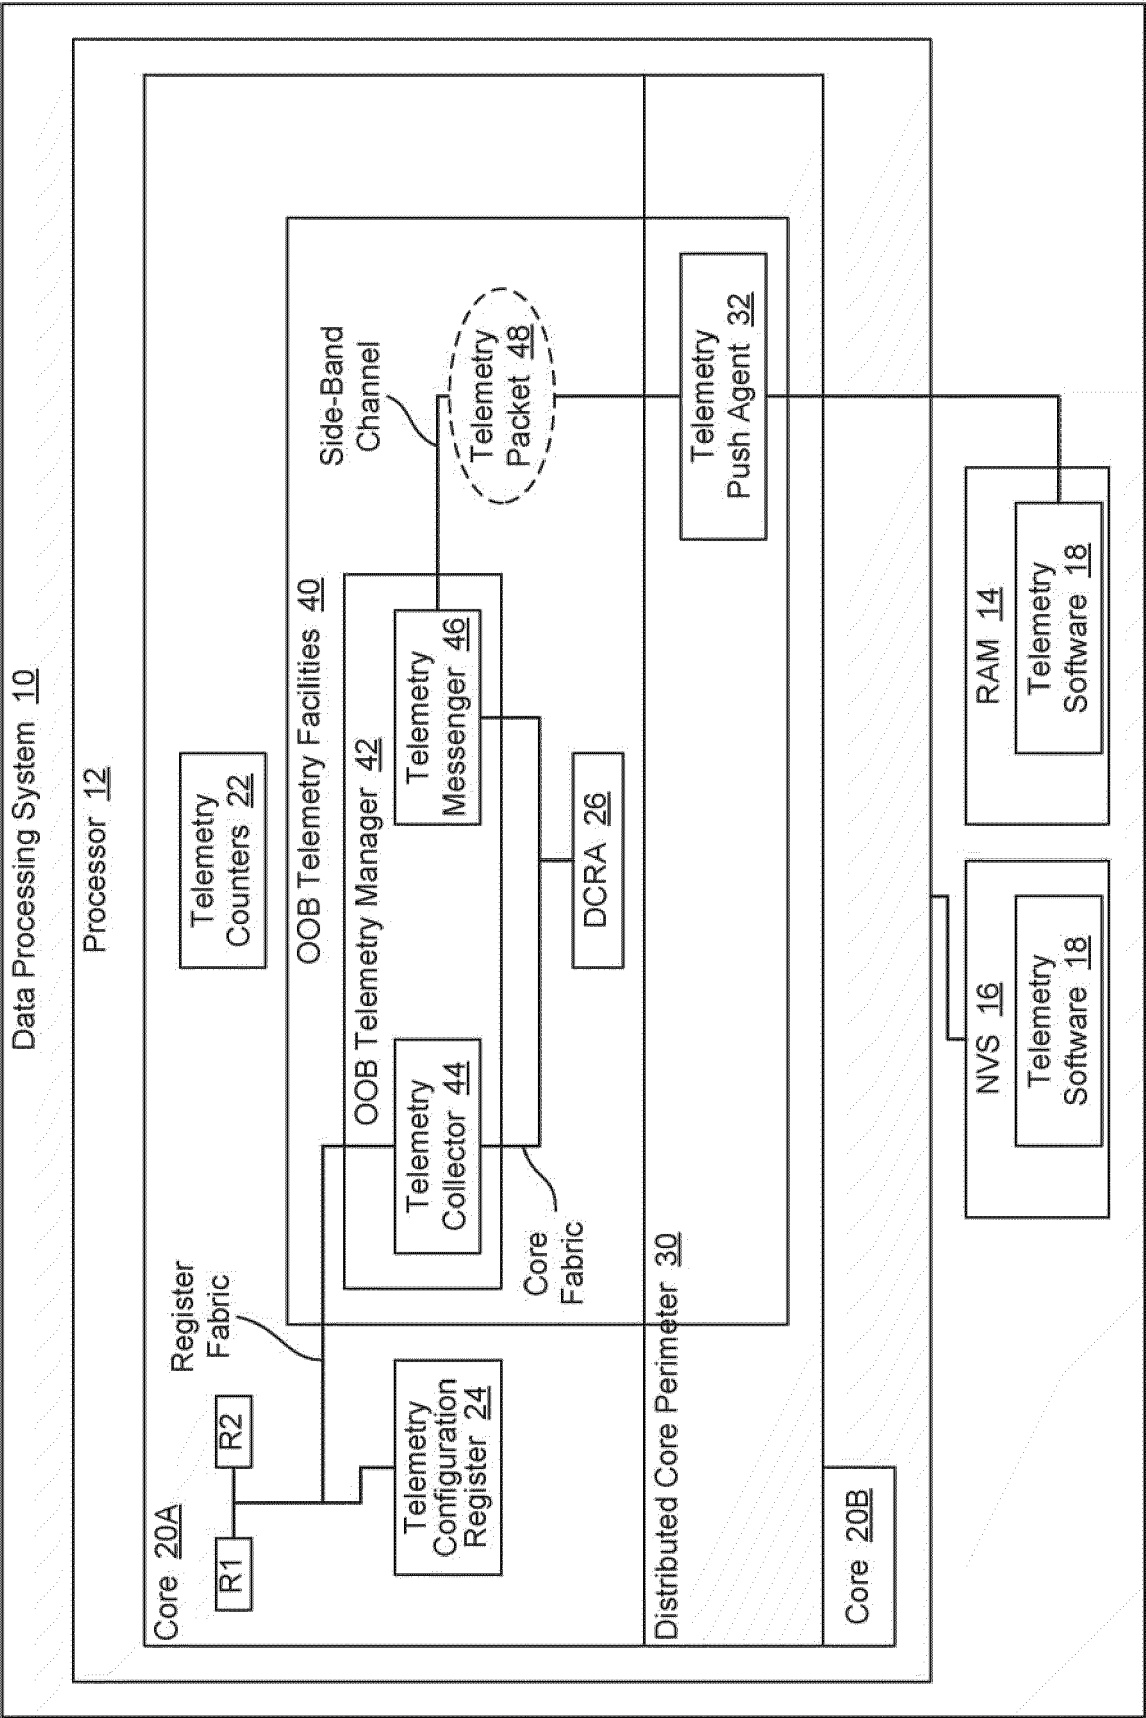 Data Processing System 10
Processor 12
Core 20A
R1
R2
Register
Fabric
Telemetry
Counters 22
Telemetry
Configuration
Register 24
OOB Telemetry Facilities 40
OOB Telemetry Manager 42
Telemetry
Collector 44
Telemetry
Messenger 46
Side-Band
Channel
Telemetry
Packet 48
Core
Fabric
DCRA 26
Distributed Core Perimeter 30
Telemetry
Push Agent 32
Core 20B
NVS 16
Telemetry
Software 18
RAM 14
Telemetry
Software 18